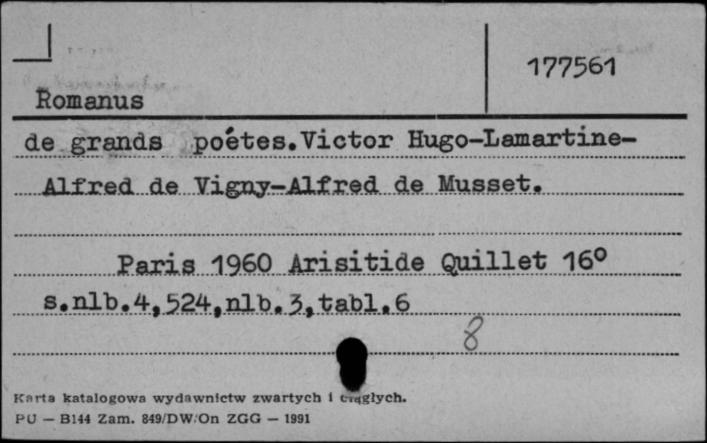 177561
Romanus
de grands poétes.Victor Hugo-Lamartine-
Alfred de Vigny-Alfred de Musset.
Paris 1960 Arisitide Quillet 16°
s.nlb.4,524,nlb.3,tabl.6
8
Karta katalogowa wydawnictw zwartych i ciągłych.
PU — B144 Zam. 849/DW/On ZGG — 1991